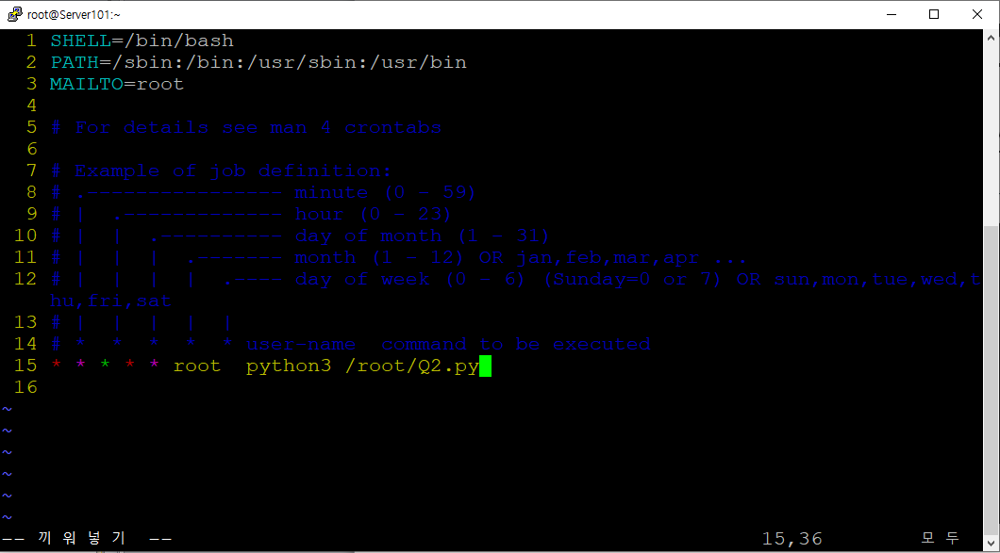 root@Server101:~
1 SHELL=/bin/bash
2 PATH=/sbin:/bin:/usr/sbin:/usr/bin
3 MAILTO=root
4
5 # For details see man 4 crontabs
6
7 # Example of job definition:
8 # .---------------- minute (0 - 59)
9 # |  .------------- hour (0 - 23)
10 # |  |  .---------- day of month (1 - 31)
11 # |  |  |  .------- month (1 - 12) OR jan,feb,mar,apr ...
12 # |  |  |  |  .---- day of week (0 - 6) (Sunday=0 or 7) OR sun,mon,tue,wed,t
hu,fri,sat
13 # |  |  |  |  |
14 # *  *  *  *  * user-name  command to be executed
15 * * * * * root  python3 /root/Q2.py
16
~
~
~
~
~
~
-- 끼워넣기 -- 15,36 모두